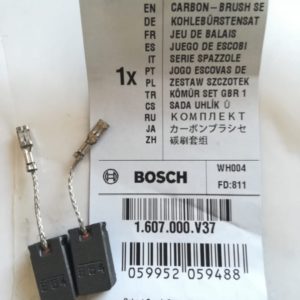 EN CARBON-BRUSH SE
DE KOHLEBÜRSTENSAT
FR JEU DE BALAIS
ES JUEGO DE ESCOBI
IT SERIE SPAZZOLE
1x PT JOGO ESCOVAS DE
PL ZESTAW SZCZOTEK
TR KÖMÜR SET GBR 1
CS SADA UHLÍK Ů
RU КОМПЛЕКТ
JA カーボンブラシセ
ZH 碳刷套组
BOSCH
WH004
FD:811
1.607.000.V37
059952 059488
E64